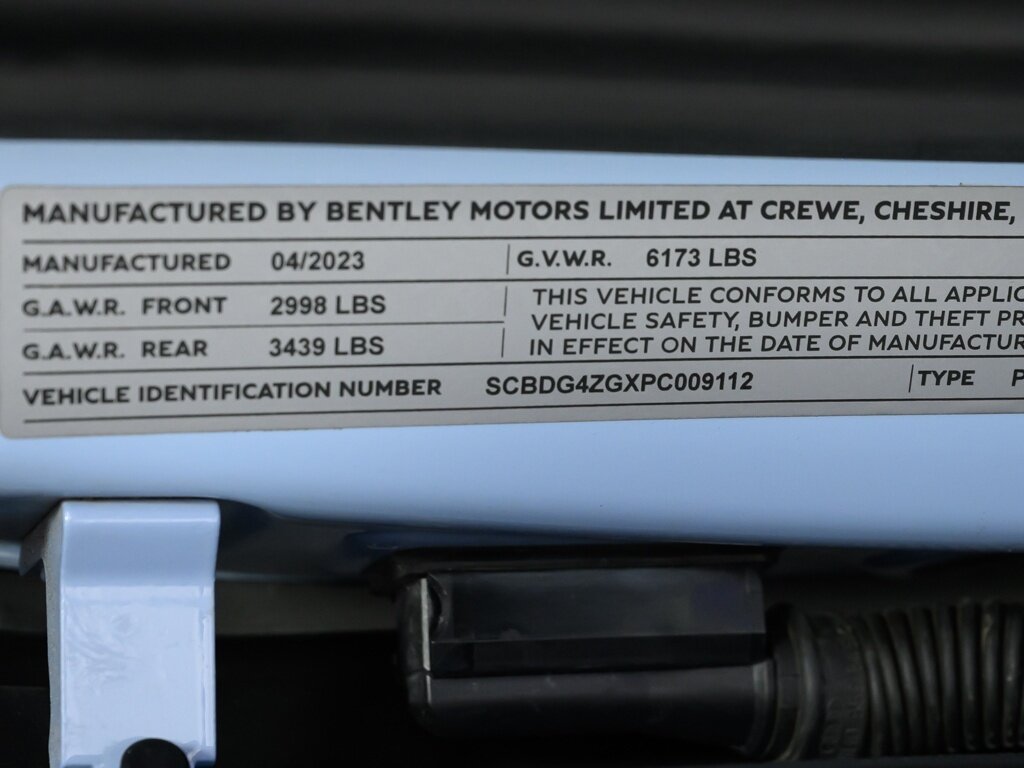 MANUFACTURED BY BENTLEY MOTORS LIMITED AT CREWE, CHESHIRE,
MANUFACTURED 04/2023 G.V.W.R. 6173 LBS
G.A.W.R. FRONT 2998 LBS
G.A.W.R. REAR 3439 LBS
THIS VEHICLE CONFORMS TO ALL APPLIC
VEHICLE SAFETY, BUMPER AND THEFT PR
IN EFFECT ON THE DATE OF MANUFACTUR
VEHICLE IDENTIFICATION NUMBER SCBDG4ZGXPC009112 TYPE P